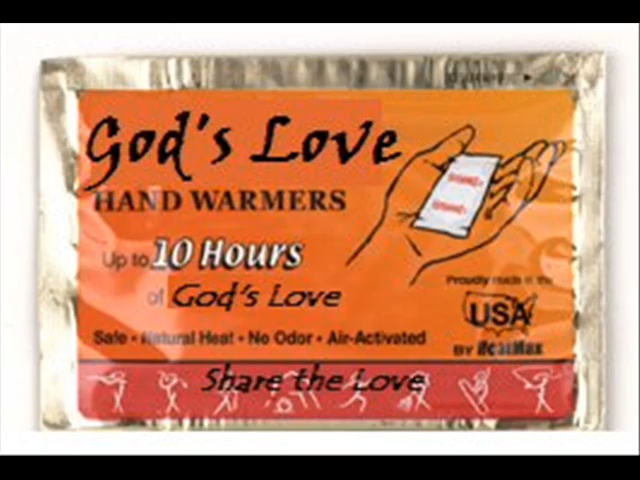 God's Love
HAND WARMERS
Up to 10 Hours
of God's Love
Proudly made in the
USA
BY HeatMax
Safe • Natural Heat • No Odor • Air-Activated
Share the Love